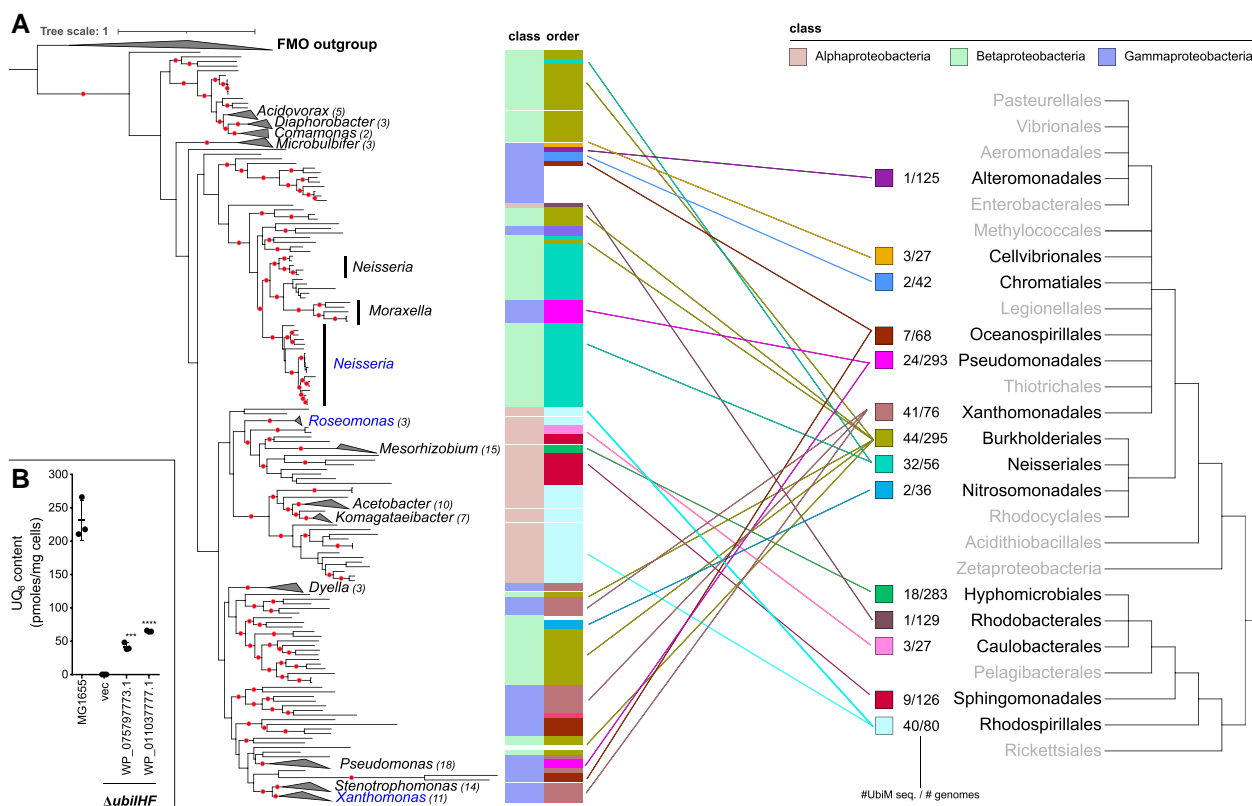 A
Tree scale: 1
FMO outgroup
Acidovorax (5)
Diaphorobacter (3)
Comamonas (2)
Microbulbifer (3)
Neisseria
Moraxella
Neisseria
Roseomonas (3)
Mesorhizobium (15)
Acetobacter (10)
Komagataeibacter (7)
Dyella (3)
Pseudomonas (18)
Stenotrophomonas (14)
Xanthomonas (11)
class order
class
Alphaproteobacteria
Betaproteobacteria
Gammaproteobacteria
Pasteurellales
Vibrionales
Aeromonadales
1/125 Alteromonadales
Enterobacterales
Methylococcales
3/27 Cellvibrionales
2/42 Chromatiales
Legionellales
7/68 Oceanospirillales
24/293 Pseudomonadales
Thiotrichales
41/76 Xanthomonadales
44/295 Burkholderiales
32/56 Neisseriales
2/36 Nitrosomonadales
Rhodocyclales
Acidithiobacillales
Zetaproteobacteria
18/283 Hyphomicrobiales
1/129 Rhodobacterales
3/27 Caulobacterales
Pelagibacterales
9/126 Sphingomonadales
40/80 Rhodospirillales
Rickettsiales
#UbiM seq. / # genomes
B
UQ8 content
(pmoles/mg cells)
300
250
200
150
100
50
0
***
****
MG1655
vec
WP_075797773.1
WP_011037777.1
ΔubiIHF